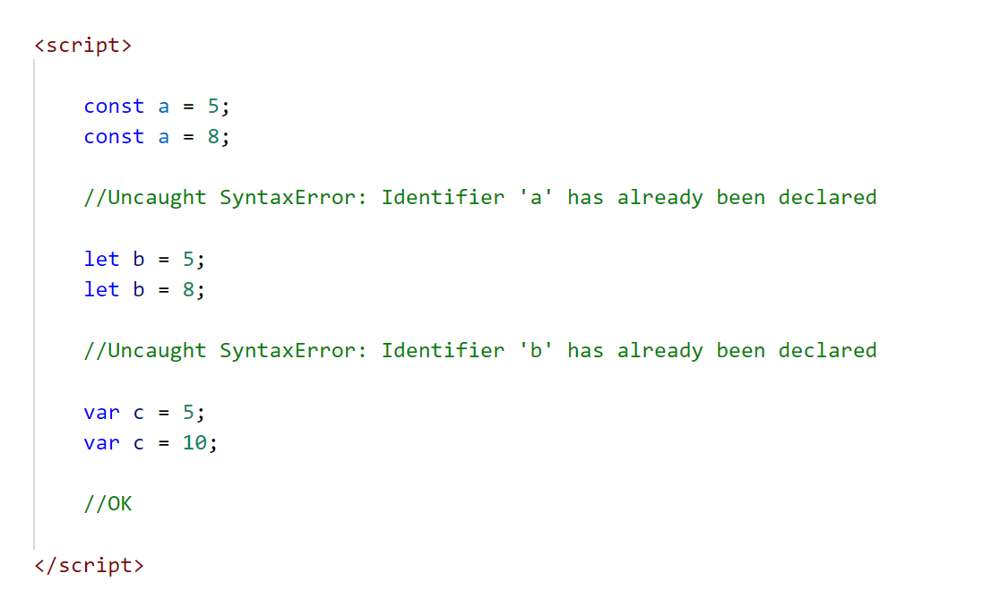 <script>
const a = 5;
const a = 8;
//Uncaught SyntaxError: Identifier 'a' has already been declared
let b = 5;
let b = 8;
//Uncaught SyntaxError: Identifier 'b' has already been declared
var c = 5;
var c = 10;
//OK
</script>